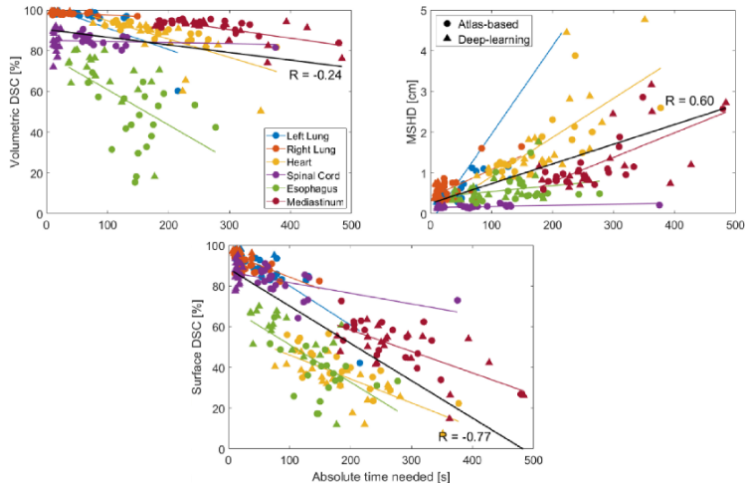 100
80
60
40
20
0
Volumetric DSC [%]
0 100 200 300 400 500
R = -0.24
Left Lung
Right Lung
Heart
Spinal Cord
Esophagus
Mediastinum
5
4
3
2
1
0
MSHD [cm]
0 100 200 300 400 500
Atlas-based
Deep-learning
R = 0.60
100
80
60
40
20
0
Surface DSC [%]
R = -0.77
0 100 200 300 400 500
Absolute time needed [s]